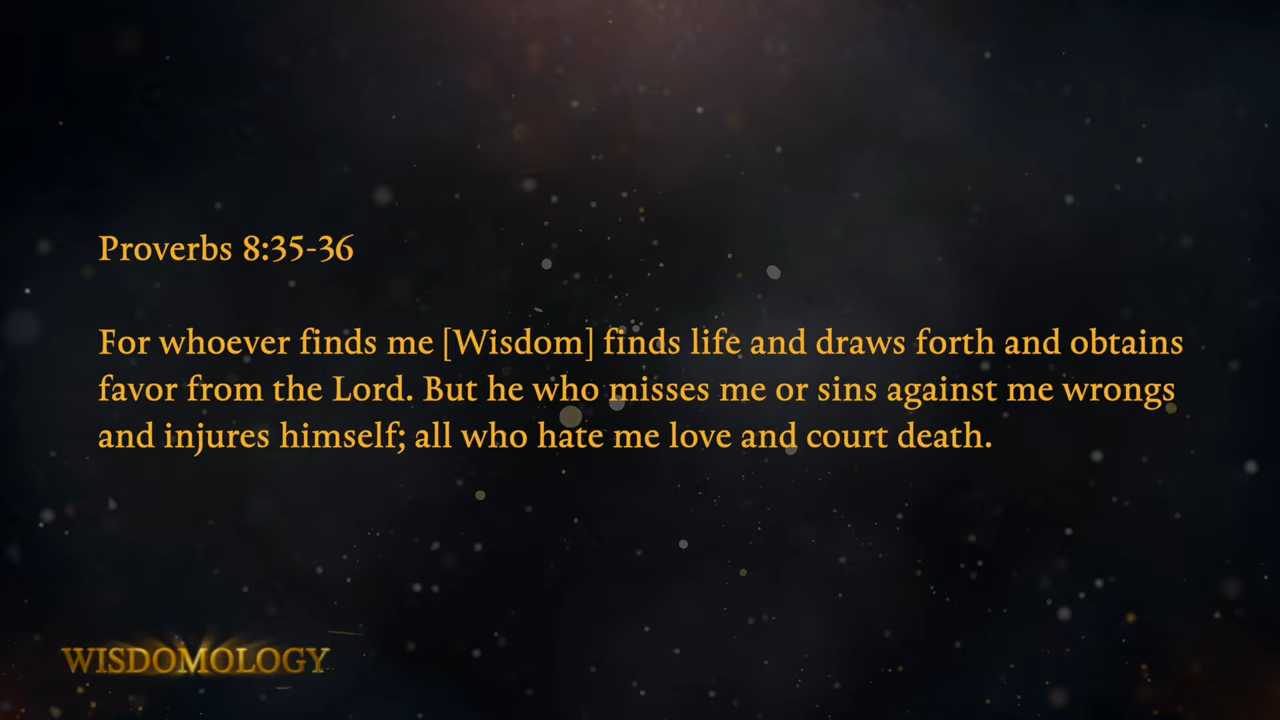 Proverbs 8:35-36
For whoever finds me [Wisdom] finds life and draws forth and obtains
favor from the Lord. But he who misses me or sins against me wrongs
and injures himself; all who hate me love and court death.
WISDOMOLOGY